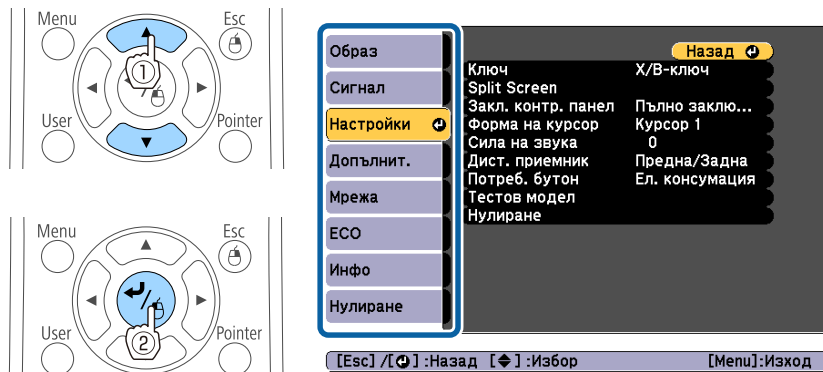 Menu
Esc
1
User
Pointer
Menu
Esc
User
2
Pointer
Образ
Сигнал
Настройки
Допълнит.
Мрежа
ECO
Инфо
Нулиране
Назад
Ключ Х/В-ключ
Split Screen
Закл. контр. панел Пълно заклю...
Форма на курсор Курсор 1
Сила на звука 0
Дист. приемник Предна/Задна
Потреб. бутон Ел. консумация
Тестов модел
Нулиране
[Esc] /[ ] :Назад [ ] :Избор [Menu]:Изход